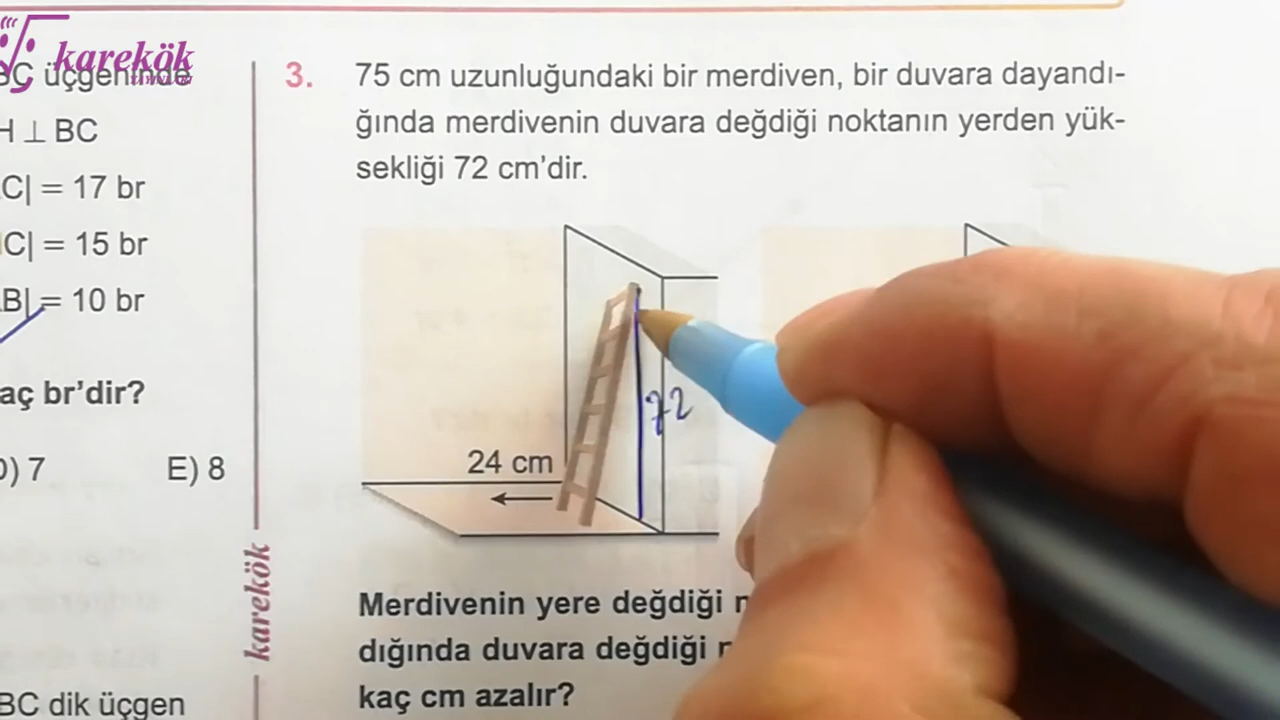 karekök
BC üçgeninde
H ⊥ BC
C| = 17 br
C| = 15 br
B| = 10 br
aç br'dir?
D) 7 E) 8
BC dik üçgen
karekök
3. 75 cm uzunluğundaki bir merdiven, bir duvara dayandı-
ğında merdivenin duvara değdiği noktanın yerden yük-
sekliği 72 cm'dir.
72
24 cm
Merdivenin yere değdiği
dığında duvara değdiği
kaç cm azalır?